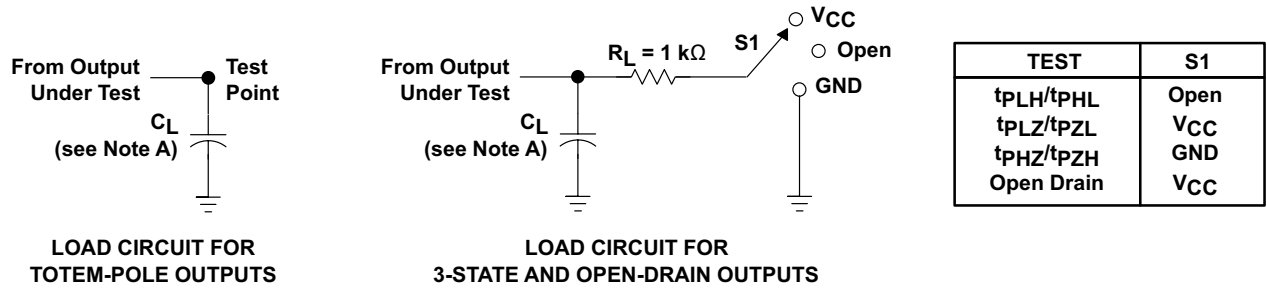 From Output
Under Test
Test
Point
CL
(see Note A)
LOAD CIRCUIT FOR
TOTEM-POLE OUTPUTS
From Output
Under Test
RL = 1 kΩ
S1
VCC
Open
GND
CL
(see Note A)
LOAD CIRCUIT FOR
3-STATE AND OPEN-DRAIN OUTPUTS
TEST S1
tPLH/tPHL Open
tPLZ/tPZL VCC
tPHZ/tPZH GND
Open Drain VCC